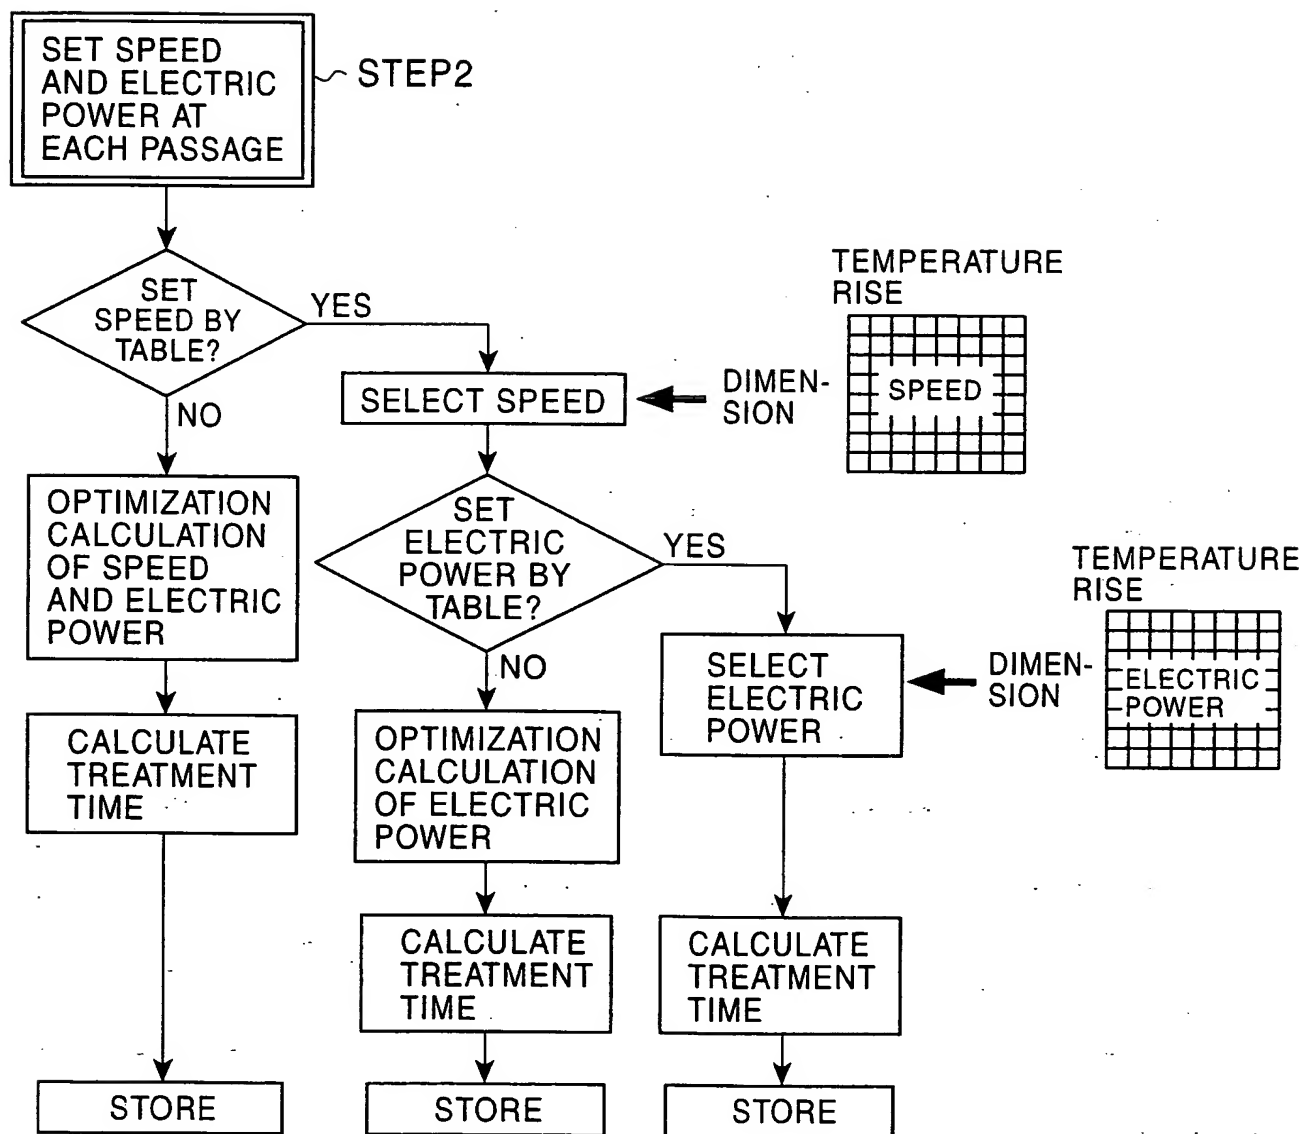 SET SPEED
AND ELECTRIC
POWER AT
EACH PASSAGE
STEP2
SET
SPEED BY
TABLE?
YES
NO
TEMPERATURE
RISE
DIMEN-
SION
SPEED
SELECT SPEED
OPTIMIZATION
CALCULATION
OF SPEED
AND ELECTRIC
POWER
SET
ELECTRIC
POWER BY
TABLE?
YES
NO
TEMPERATURE
RISE
DIMEN-
SION
ELECTRIC
POWER
SELECT
ELECTRIC
POWER
CALCULATE
TREATMENT
TIME
OPTIMIZATION
CALCULATION
OF ELECTRIC
POWER
CALCULATE
TREATMENT
TIME
CALCULATE
TREATMENT
TIME
STORE
STORE
STORE